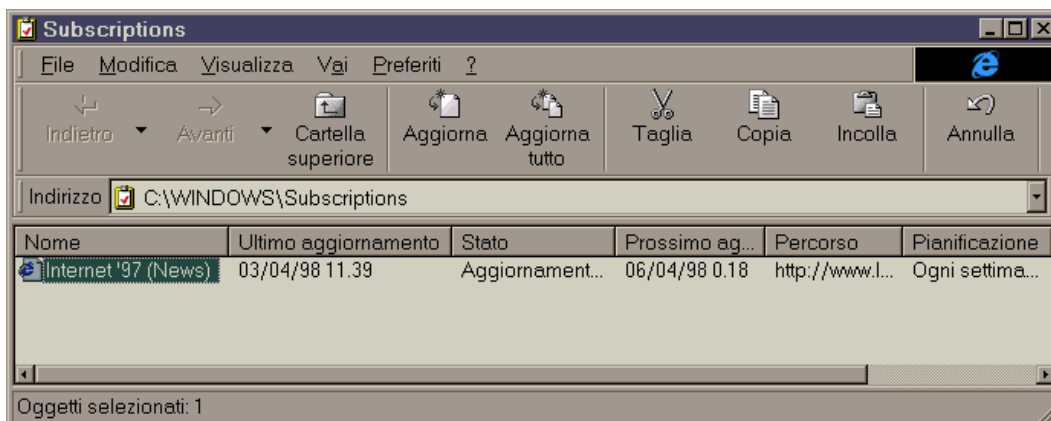 Subscriptions
File Modifica Visualizza Vai Preferiti ?
Indietro Avanti Cartella superiore Aggiorna Aggiorna tutto Taglia Copia Incolla Annulla
Indirizzo C:\WINDOWS\Subscriptions
Nome Ultimo aggiornamento Stato Prossimo ag... Percorso Pianificazione
Internet '97 (News) 03/04/98 11.39 Aggiornament... 06/04/98 0.18 http://www.l... Ogni settima...
Oggetti selezionati: 1